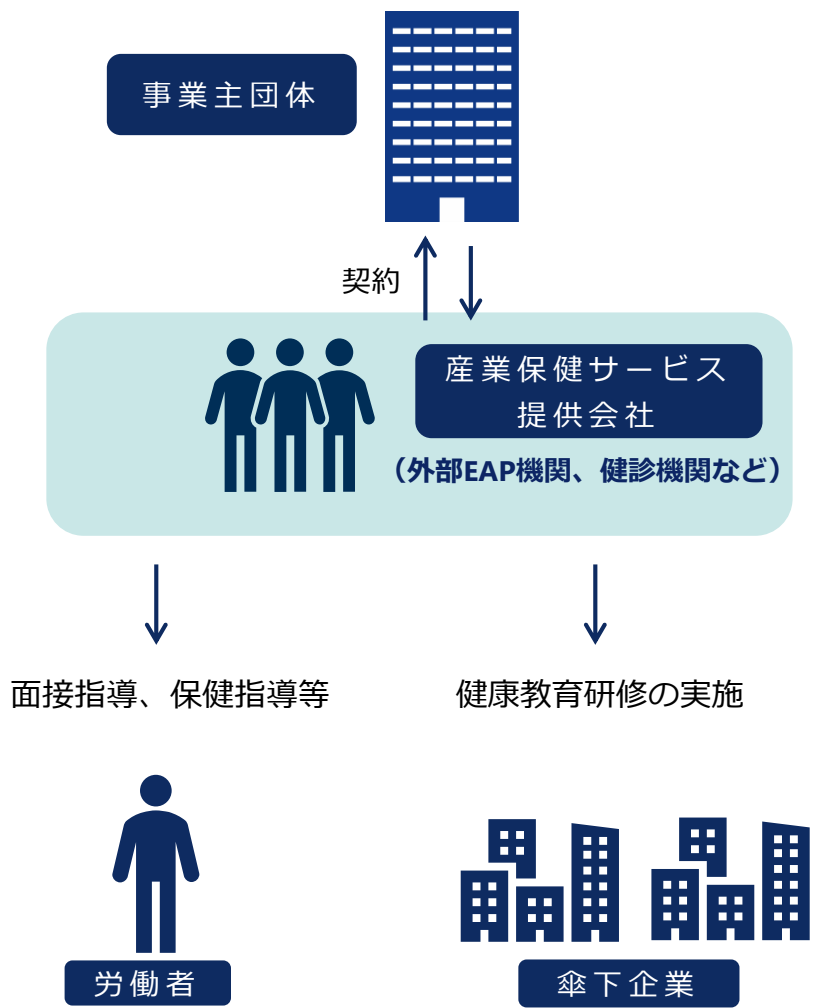 事業主団体
契約
産業保健サービス
提供会社
（外部EAP機関、健診機関など）
面接指導、保健指導等
健康教育研修の実施
労働者
傘下企業